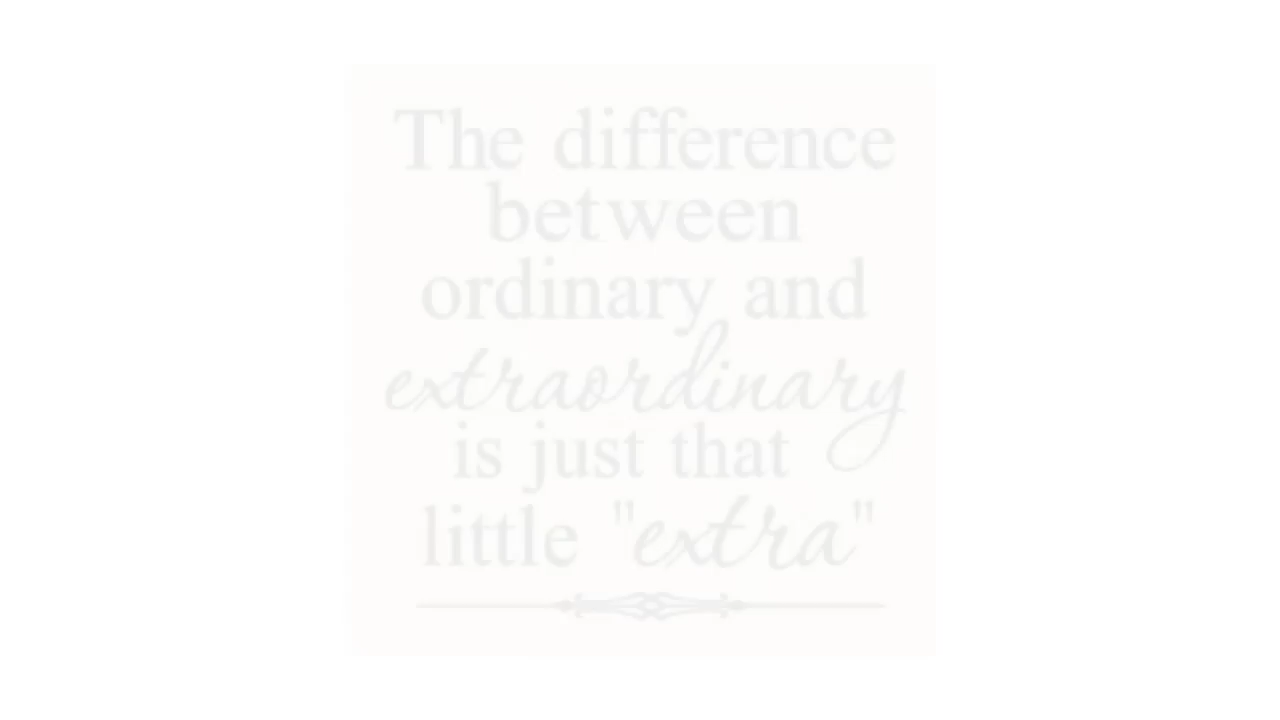 The difference
between
ordinary and
extraordinary
is just that
little "extra"